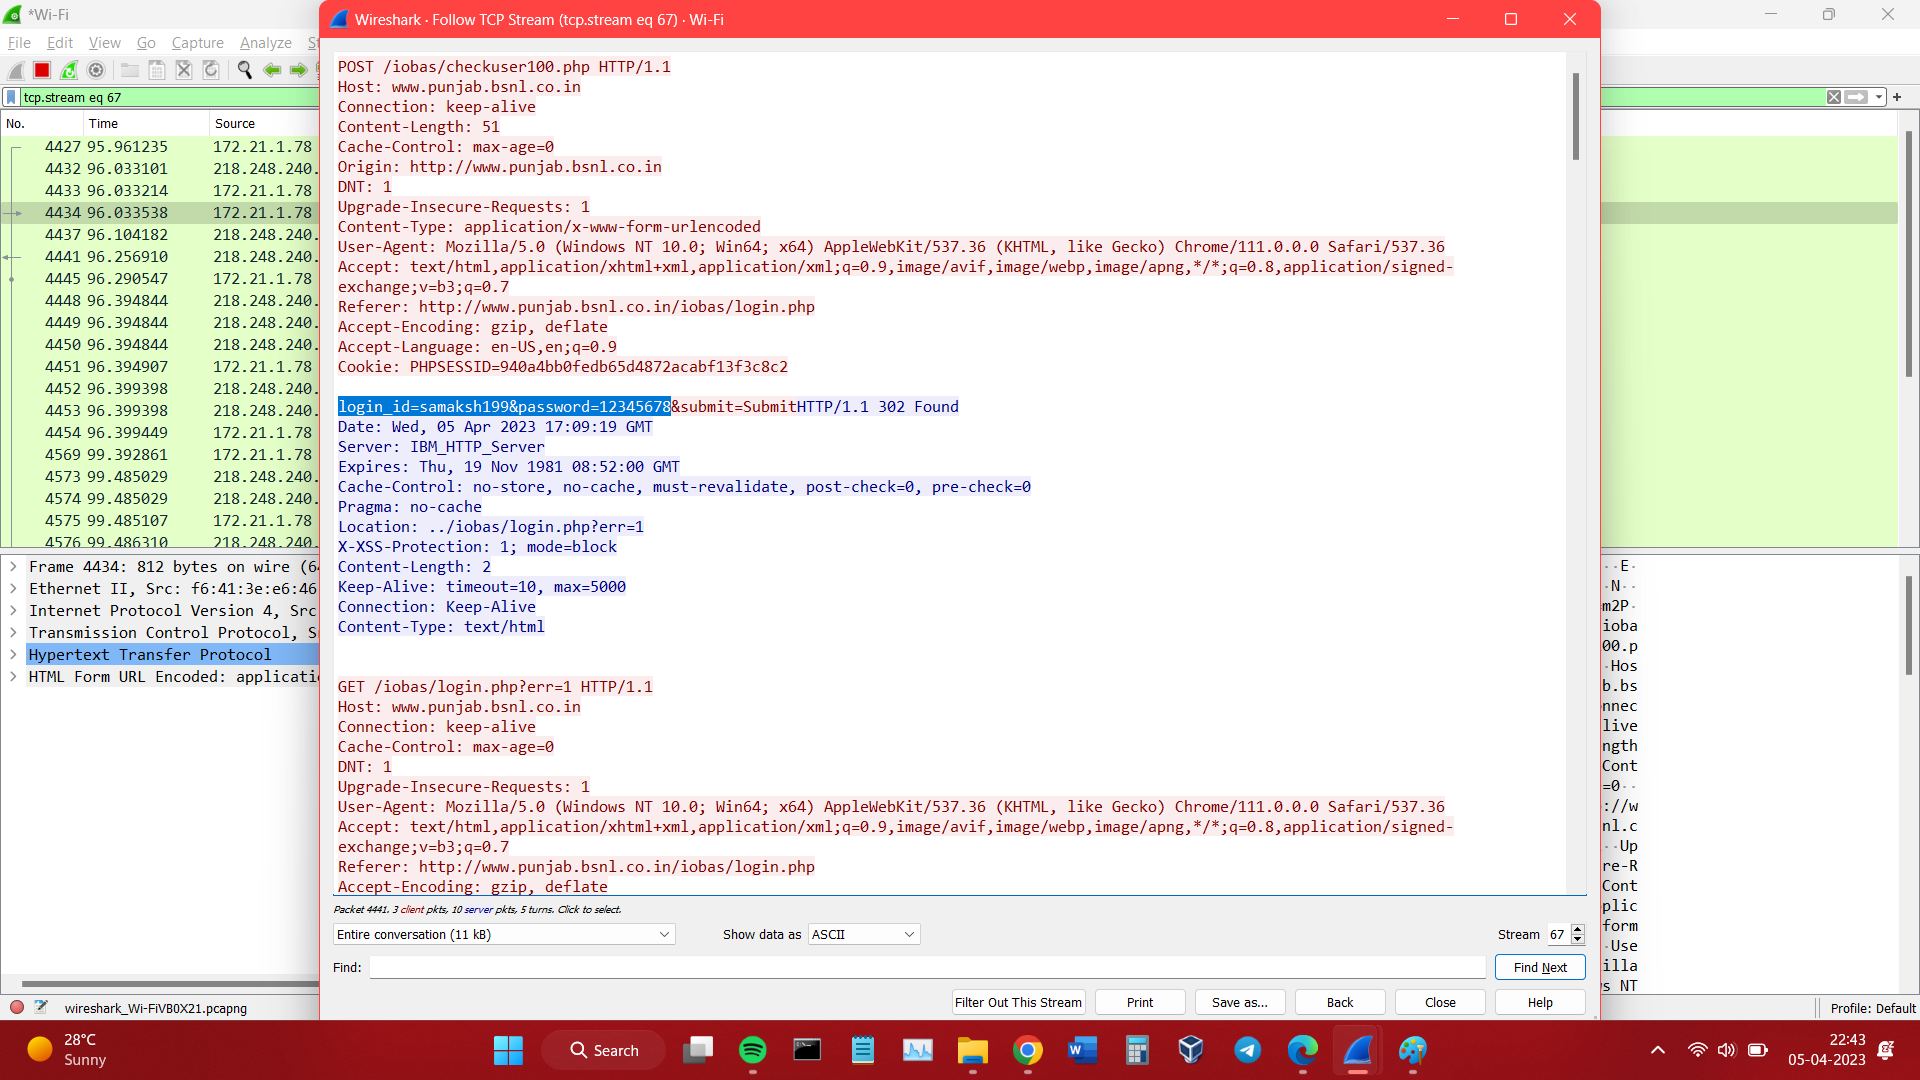 *Wi-Fi
Wireshark · Follow TCP Stream (tcp.stream eq 67) · Wi-Fi
File Edit View Go Capture Analyze
tcp.stream eq 67
No. Time Source
4427 95.961235 172.21.1.78
4432 96.033101 218.248.240.
4433 96.033214 172.21.1.78
4434 96.033538 172.21.1.78
4437 96.104182 218.248.240.
4441 96.256910 218.248.240.
4445 96.290547 172.21.1.78
4448 96.394844 218.248.240.
4449 96.394844 218.248.240.
4450 96.394844 218.248.240.
4451 96.394907 172.21.1.78
4452 96.399398 218.248.240.
4453 96.399398 218.248.240.
4454 96.399449 172.21.1.78
4569 99.392861 172.21.1.78
4573 99.485029 218.248.240.
4574 99.485029 218.248.240.
4575 99.485107 172.21.1.78
4576 99.486310 218.248.240.
Frame 4434: 812 bytes on wire (64
Ethernet II, Src: f6:41:3e:e6:46
Internet Protocol Version 4, Src
Transmission Control Protocol, S
Hypertext Transfer Protocol
HTML Form URL Encoded: applicatio
POST /iobas/checkuser100.php HTTP/1.1
Host: www.punjab.bsnl.co.in
Connection: keep-alive
Content-Length: 51
Cache-Control: max-age=0
Origin: http://www.punjab.bsnl.co.in
DNT: 1
Upgrade-Insecure-Requests: 1
Content-Type: application/x-www-form-urlencoded
User-Agent: Mozilla/5.0 (Windows NT 10.0; Win64; x64) AppleWebKit/537.36 (KHTML, like Gecko) Chrome/111.0.0.0 Safari/537.36
Accept: text/html,application/xhtml+xml,application/xml;q=0.9,image/avif,image/webp,image/apng,*/*;q=0.8,application/signed-
exchange;v=b3;q=0.7
Referer: http://www.punjab.bsnl.co.in/iobas/login.php
Accept-Encoding: gzip, deflate
Accept-Language: en-US,en;q=0.9
Cookie: PHPSESSID=940a4bb0fedb65d4872acabf13f3c8c2
login_id=samaksh199&password=12345678&submit=SubmitHTTP/1.1 302 Found
Date: Wed, 05 Apr 2023 17:09:19 GMT
Server: IBM_HTTP_Server
Expires: Thu, 19 Nov 1981 08:52:00 GMT
Cache-Control: no-store, no-cache, must-revalidate, post-check=0, pre-check=0
Pragma: no-cache
Location: ../iobas/login.php?err=1
X-XSS-Protection: 1; mode=block
Content-Length: 2
Keep-Alive: timeout=10, max=5000
Connection: Keep-Alive
Content-Type: text/html
GET /iobas/login.php?err=1 HTTP/1.1
Host: www.punjab.bsnl.co.in
Connection: keep-alive
Cache-Control: max-age=0
DNT: 1
Upgrade-Insecure-Requests: 1
User-Agent: Mozilla/5.0 (Windows NT 10.0; Win64; x64) AppleWebKit/537.36 (KHTML, like Gecko) Chrome/111.0.0.0 Safari/537.36
Accept: text/html,application/xhtml+xml,application/xml;q=0.9,image/avif,image/webp,image/apng,*/*;q=0.8,application/signed-
exchange;v=b3;q=0.7
Referer: http://www.punjab.bsnl.co.in/iobas/login.php
Accept-Encoding: gzip, deflate
Packet 4441. 3 client pkts, 10 server pkts, 5 turns. Click to select.
Entire conversation (11 kB) Show data as ASCII Stream 67
Find: Find Next
Filter Out This Stream Print Save as... Back Close Help
··E·
·N··
m2P·
ioba
00.p
·Hos
b.bs
nnec
live
ngth
Cont
=0··
://w
nl.c
··Up
re-R
Cont
plic
form
·Use
illa
s NT
wireshark_Wi-FiVB0X21.pcapng
Profile: Default
28°C
Sunny
Search
22:43
05-04-2023